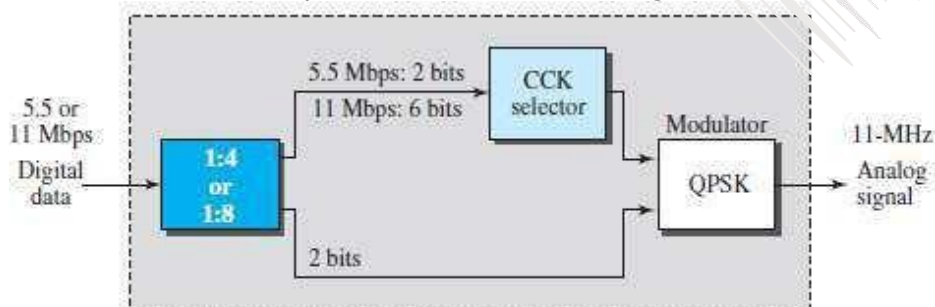 5.5 or
11 Mbps
Digital
data
1:4
or
1:8
5.5 Mbps: 2 bits
11 Mbps: 6 bits
2 bits
CCK
selector
Modulator
QPSK
11-MHz
Analog
signal